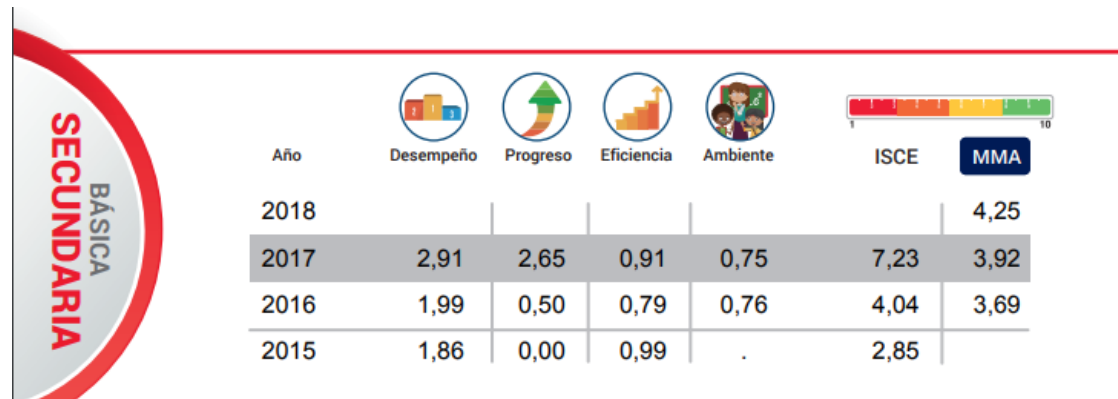 BÁSICA
SECUNDARIA
1 10
Año Desempeño Progreso Eficiencia Ambiente ISCE MMA
2018 4,25
2017 2,91 2,65 0,91 0,75 7,23 3,92
2016 1,99 0,50 0,79 0,76 4,04 3,69
2015 1,86 0,00 0,99 . 2,85